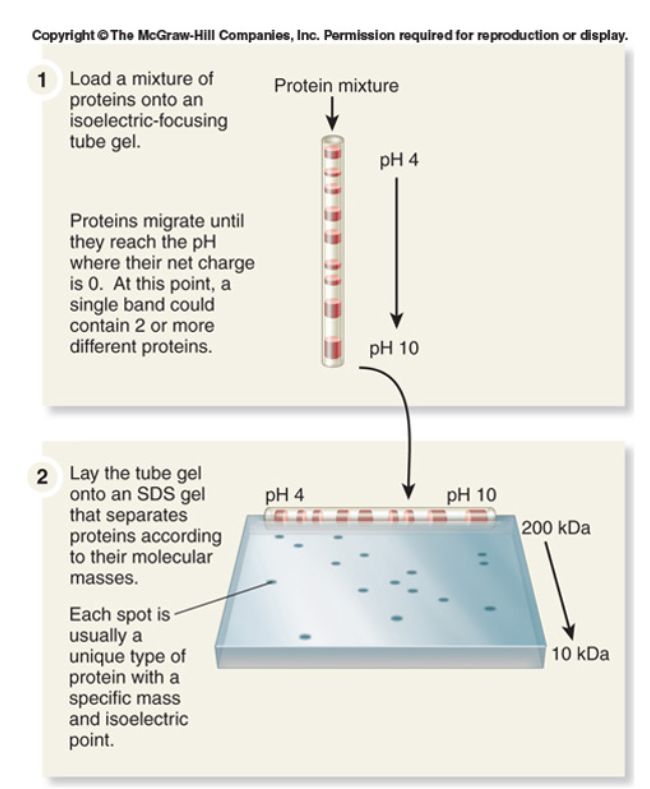 Copyright © The McGraw-Hill Companies, Inc. Permission required for reproduction or display.
1
Load a mixture of
proteins onto an
isoelectric-focusing
tube gel.
Proteins migrate until
they reach the pH
where their net charge
is 0. At this point, a
single band could
contain 2 or more
different proteins.
Protein mixture
pH 4
pH 10
2
Lay the tube gel
onto an SDS gel
that separates
proteins according
to their molecular
masses.
Each spot is
usually a
unique type of
protein with a
specific mass
and isoelectric
point.
pH 4
pH 10
200 kDa
10 kDa